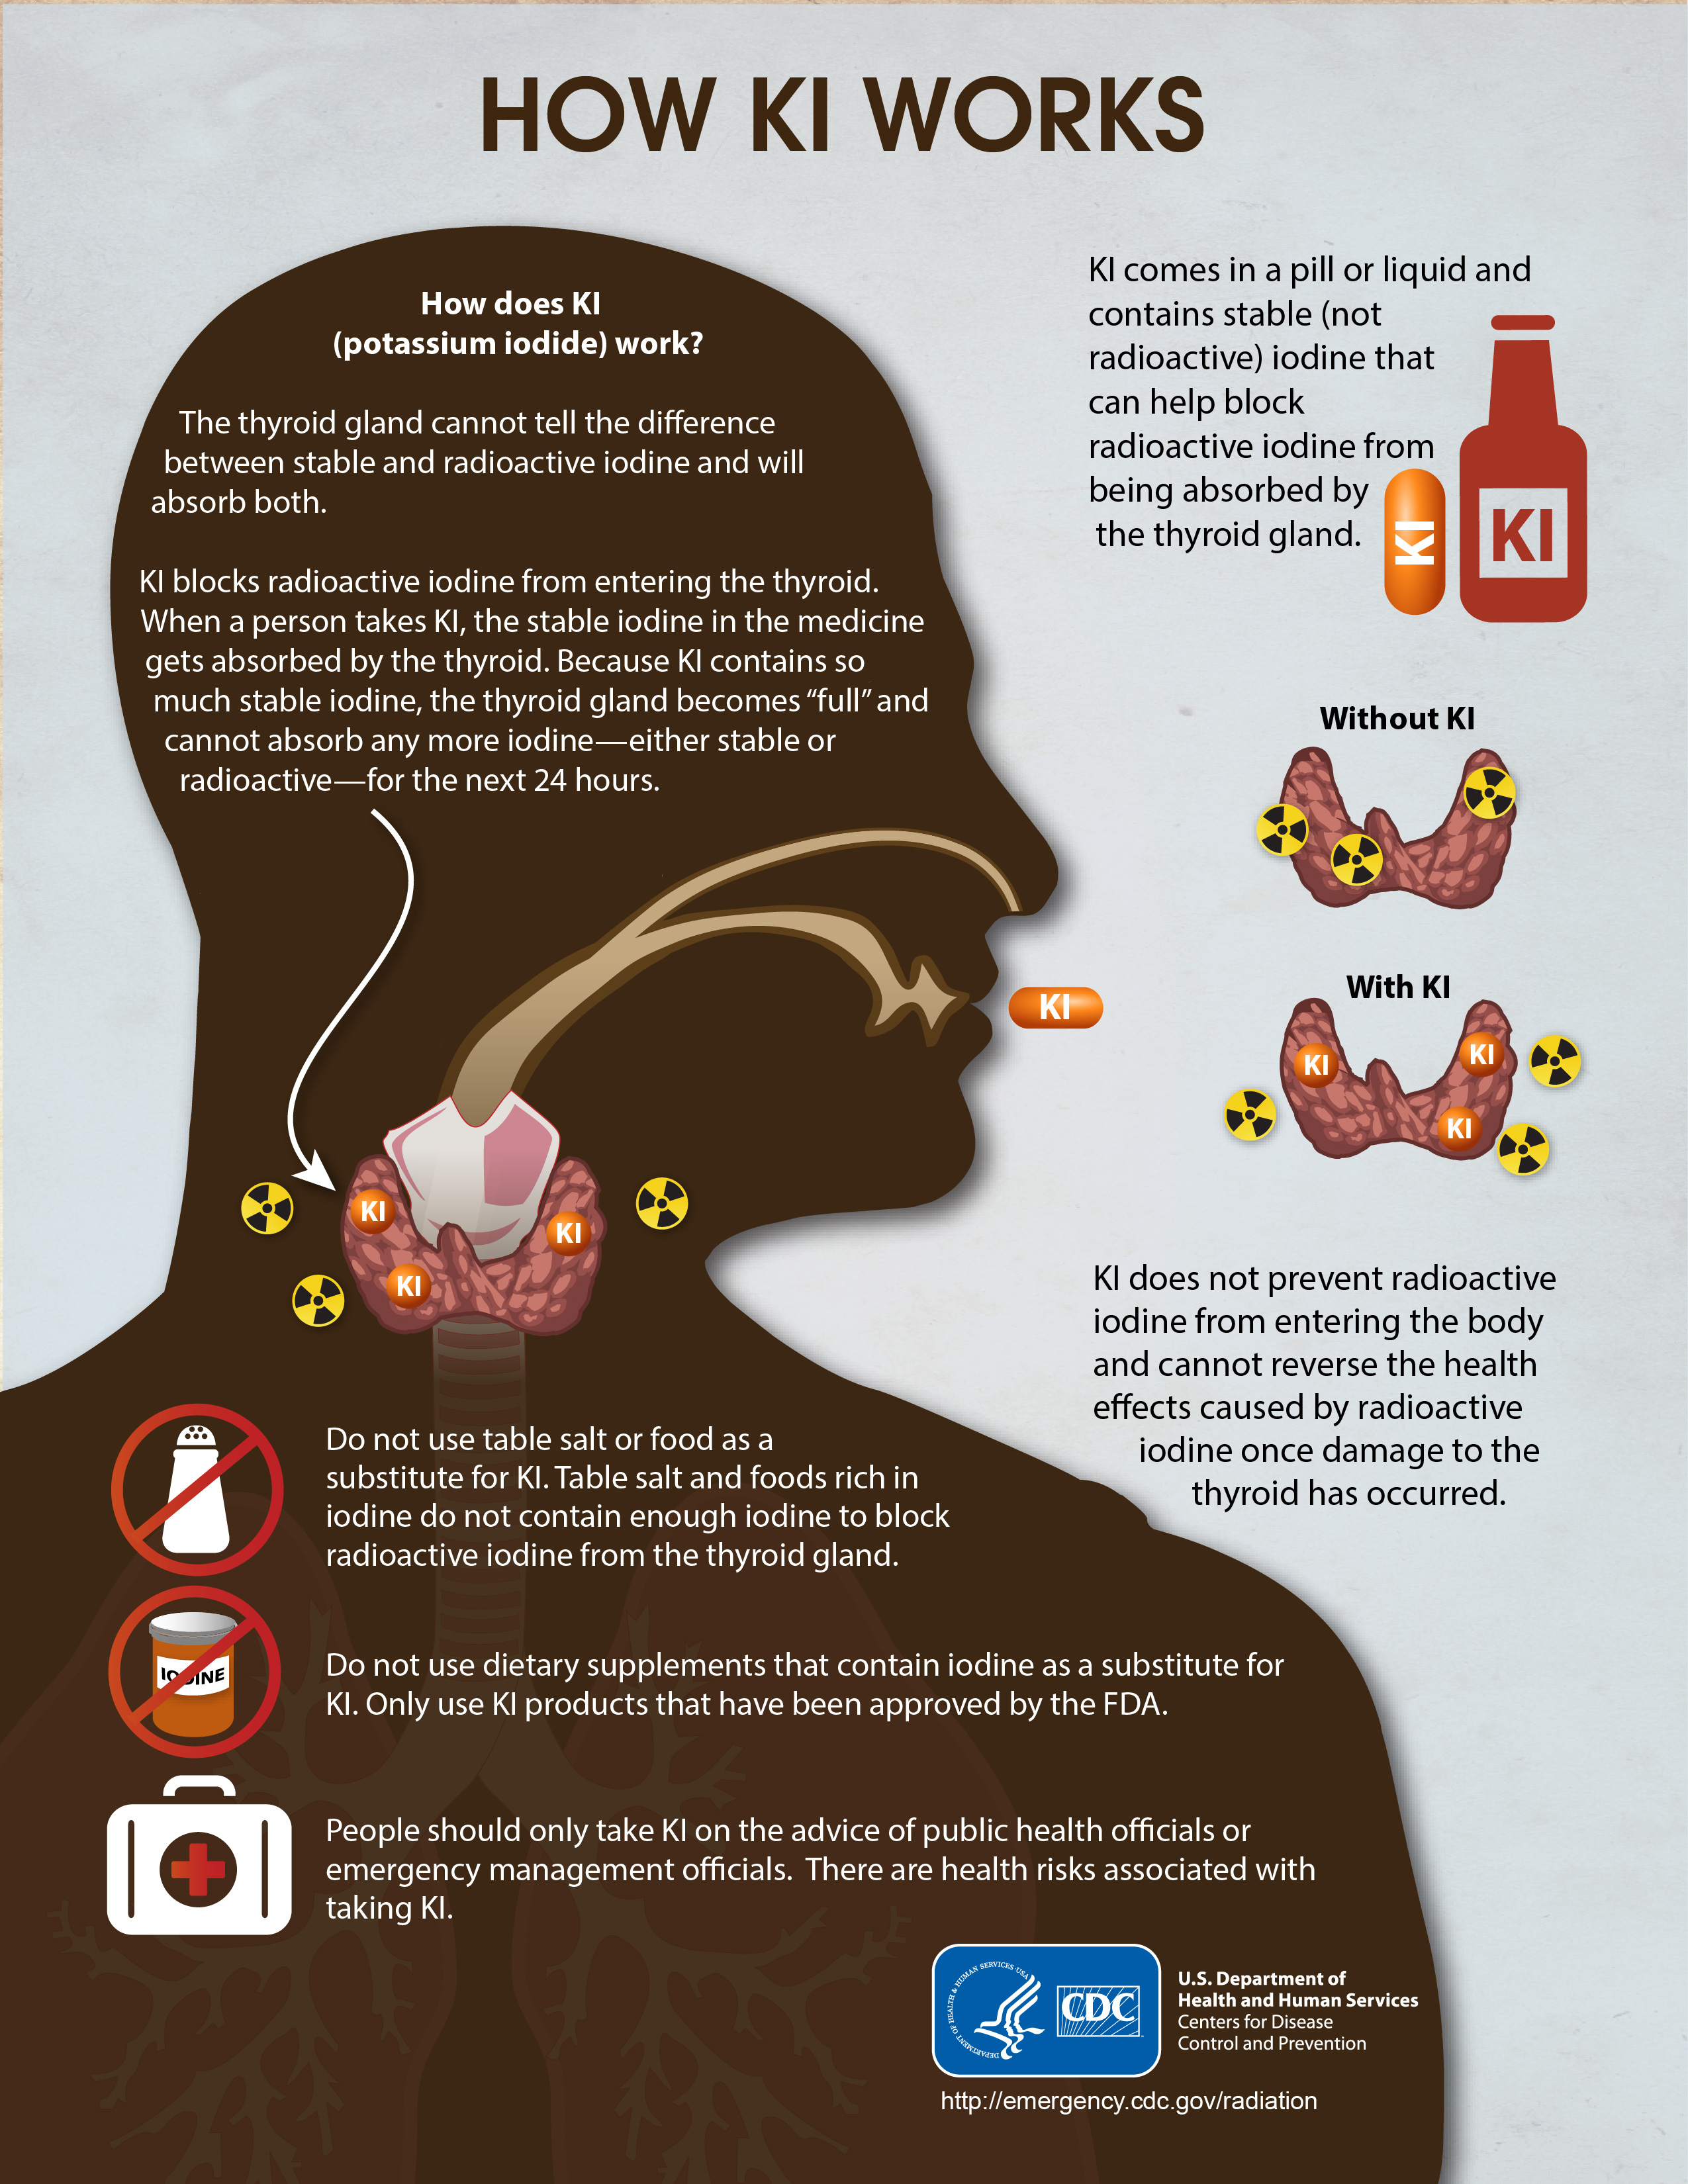 HOW KI WORKS
How does KI
(potassium iodide) work?
The thyroid gland cannot tell the difference
between stable and radioactive iodine and will
absorb both.
KI blocks radioactive iodine from entering the thyroid.
When a person takes KI, the stable iodine in the medicine
gets absorbed by the thyroid. Because KI contains so
much stable iodine, the thyroid gland becomes “full” and
cannot absorb any more iodine—either stable or
radioactive—for the next 24 hours.
KI comes in a pill or liquid and
contains stable (not
radioactive) iodine that
can help block
radioactive iodine from
being absorbed by
the thyroid gland.
KI
KI
Without KI
With KI
KI
KI
KI
KI
KI
KI
KI
KI does not prevent radioactive
iodine from entering the body
and cannot reverse the health
effects caused by radioactive
iodine once damage to the
thyroid has occurred.
Do not use table salt or food as a
substitute for KI. Table salt and foods rich in
iodine do not contain enough iodine to block
radioactive iodine from the thyroid gland.
IODINE
Do not use dietary supplements that contain iodine as a substitute for
KI. Only use KI products that have been approved by the FDA.
People should only take KI on the advice of public health officials or
emergency management officials.  There are health risks associated with
taking KI.
DEPARTMENT OF HEALTH & HUMAN SERVICES·USA
CDC
U.S. Department of
Health and Human Services
Centers for Disease
Control and Prevention
http://emergency.cdc.gov/radiation